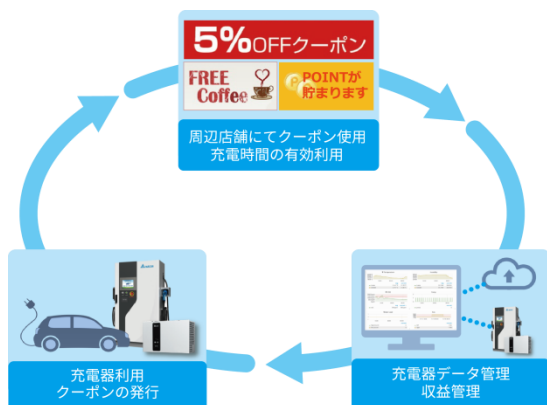 5%OFFクーポン
FREE
Coffee
POINTが
貯まります
周辺店舗にてクーポン使用
充電時間の有効利用
充電器利用
クーポンの発行
充電器データ管理
収益管理